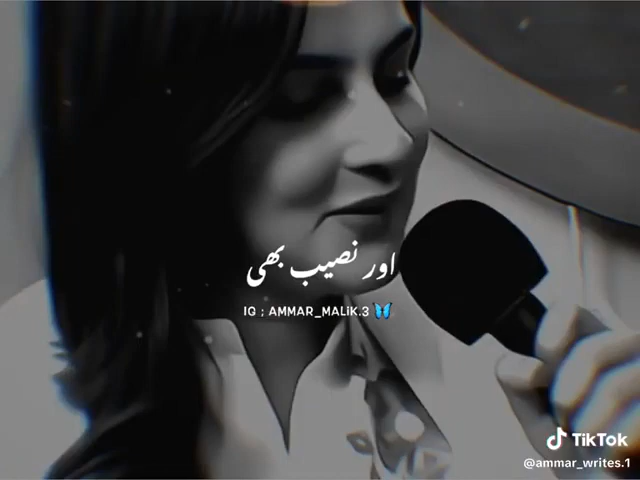 اور نصیب بھی
IG ; AMMAR_MALiK.3 🦋
TikTok
@ammar_writes.1